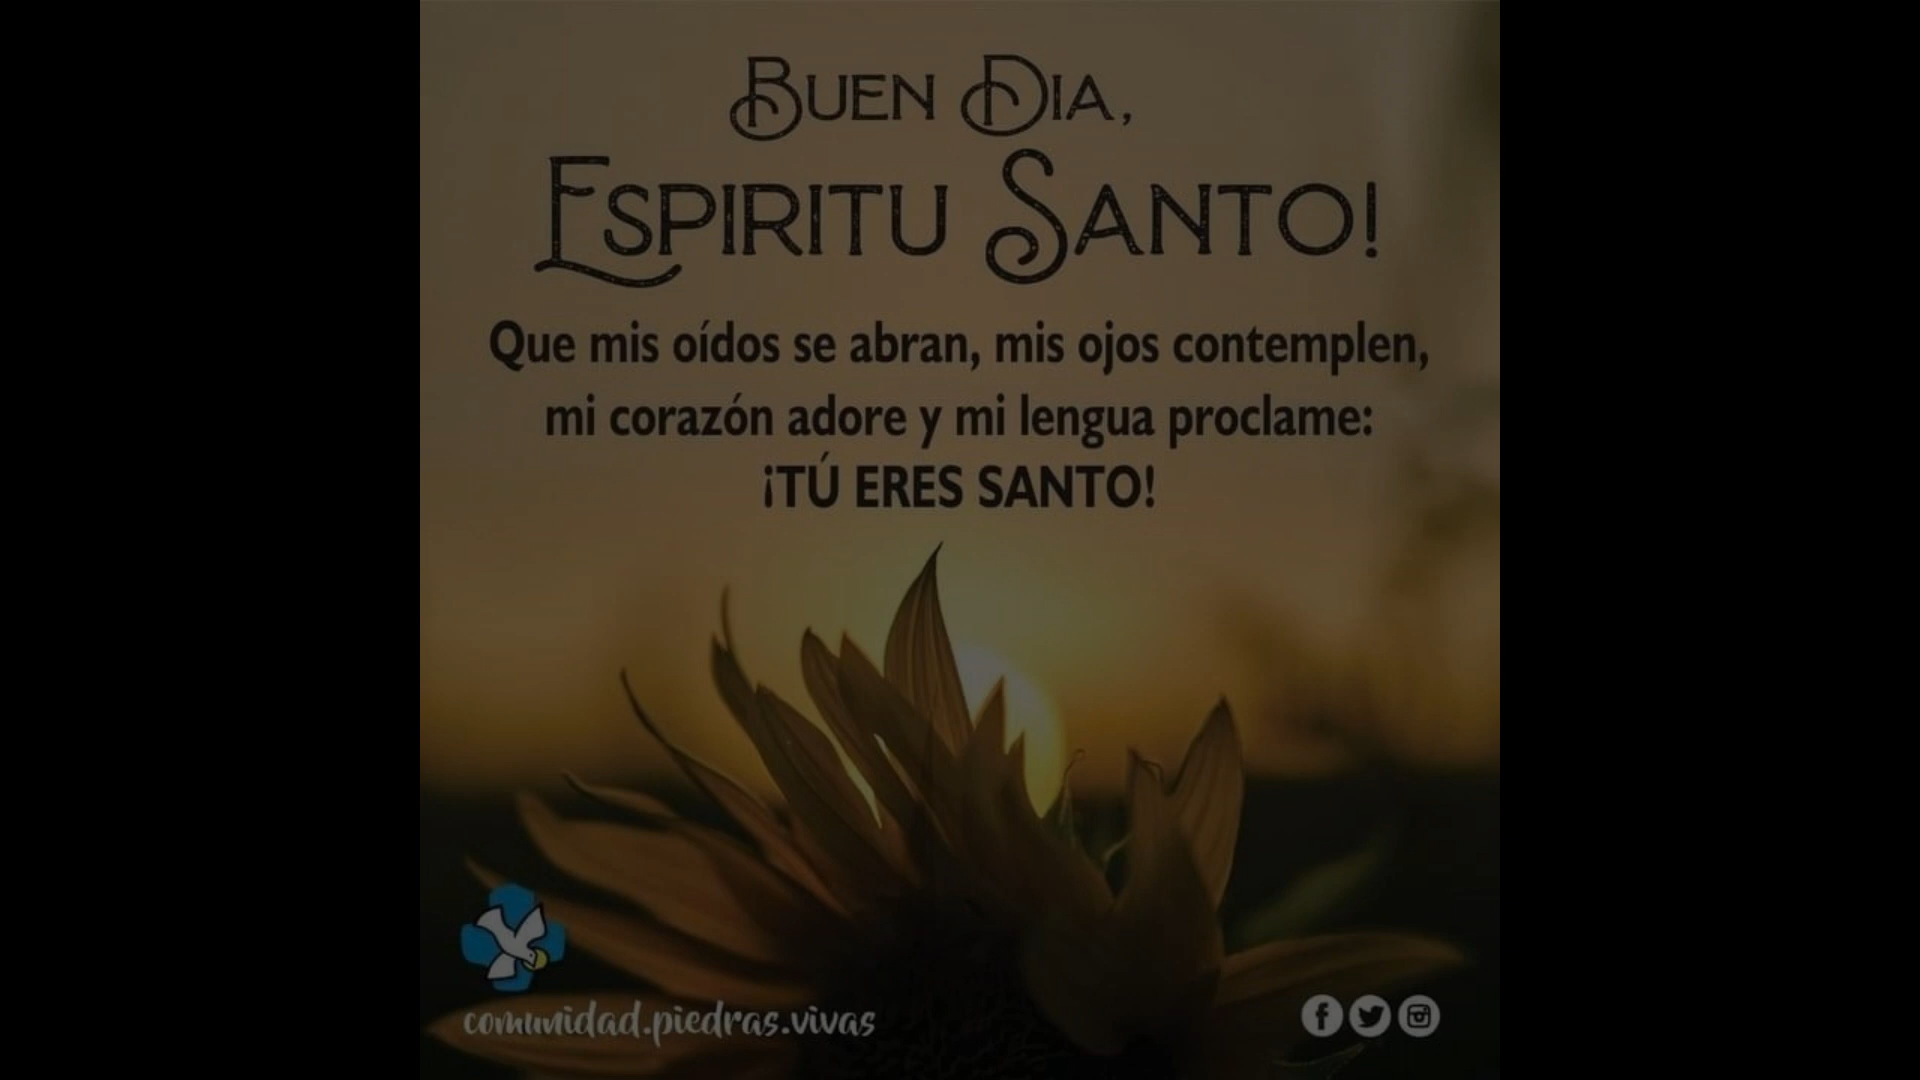 BUEN DIA,
ESPIRITU SANTO!
Que mis oídos se abran, mis ojos contemplen,
mi corazón adore y mi lengua proclame:
¡TÚ ERES SANTO!
comunidad.piedras.vivas